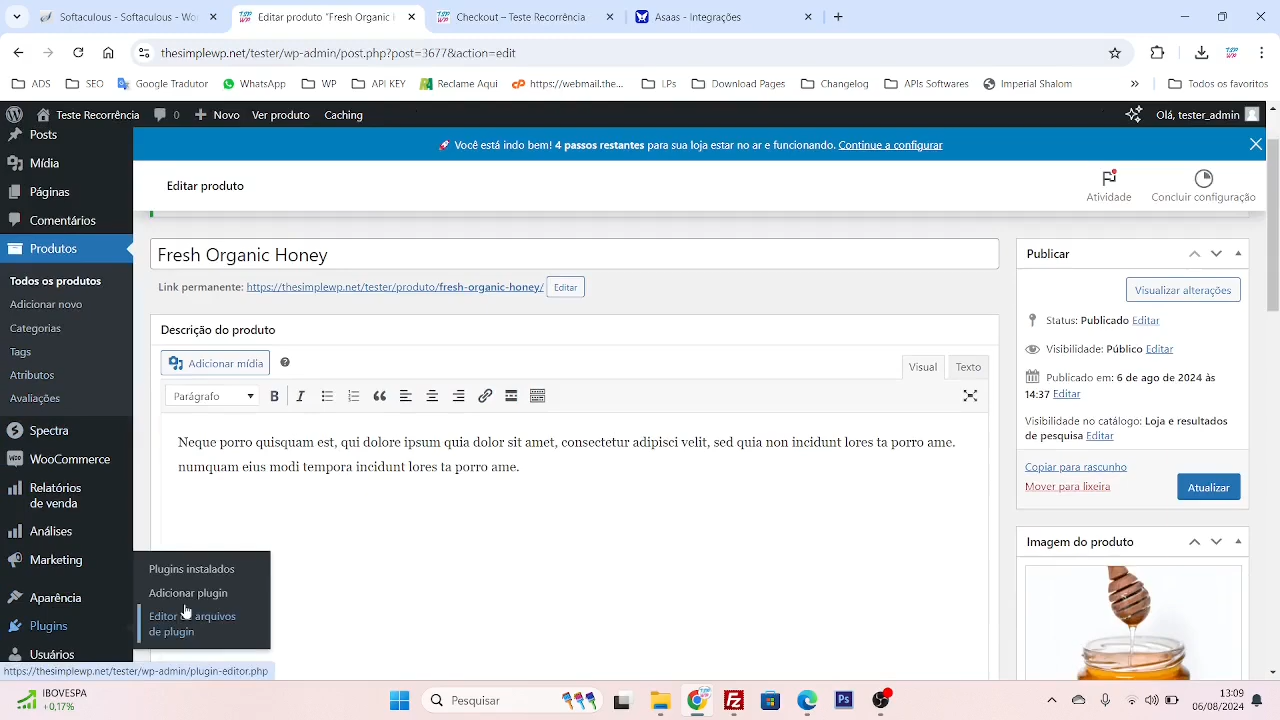 Softaculous - Softaculous - Wo
Editar produto "Fresh Organic
Checkout – Teste Recorrência
Asaas - Integrações
thesimplewp.net/tester/wp-admin/post.php?post=3677&action=edit
ADS
SEO
Google Tradutor
WhatsApp
WP
API KEY
Reclame Aqui
https://webmail.the...
LPs
Download Pages
Changelog
APIs Softwares
Imperial Shalom
»
Todos os favoritos
Teste Recorrência
0
Novo
Ver produto
Caching
Olá, tester_admin
Você está indo bem! 4 passos restantes para sua loja estar no ar e funcionando. Continue a configurar
Editar produto
Atividade
Concluir configuração
Posts
Mídia
Páginas
Comentários
Produtos
Todos os produtos
Adicionar novo
Categorias
Tags
Atributos
Avaliações
Spectra
WooCommerce
Relatórios
de venda
Análises
Marketing
Aparência
Plugins
Usuários
Plugins instalados
Adicionar plugin
Editor arquivos
de plugin
Fresh Organic Honey
Link permanente: https://thesimplewp.net/tester/produto/fresh-organic-honey/ Editar
Descrição do produto
Adicionar mídia
Visual
Texto
Parágrafo
B
I
Neque porro quisquam est, qui dolore ipsum quia dolor sit amet, consectetur adipisci velit, sed quia non incidunt lores ta porro ame.
numquam eius modi tempora incidunt lores ta porro ame.
Publicar
Visualizar alterações
Status: Publicado Editar
Visibilidade: Público Editar
Publicado em: 6 de ago de 2024 às
14:37 Editar
Visibilidade no catálogo: Loja e resultados
de pesquisa Editar
Copiar para rascunho
Mover para lixeira
Atualizar
Imagem do produto
https://thesimplewp.net/tester/wp-admin/plugin-editor.php
IBOVESPA
+0.17%
Pesquisar
13:09
06/08/2024